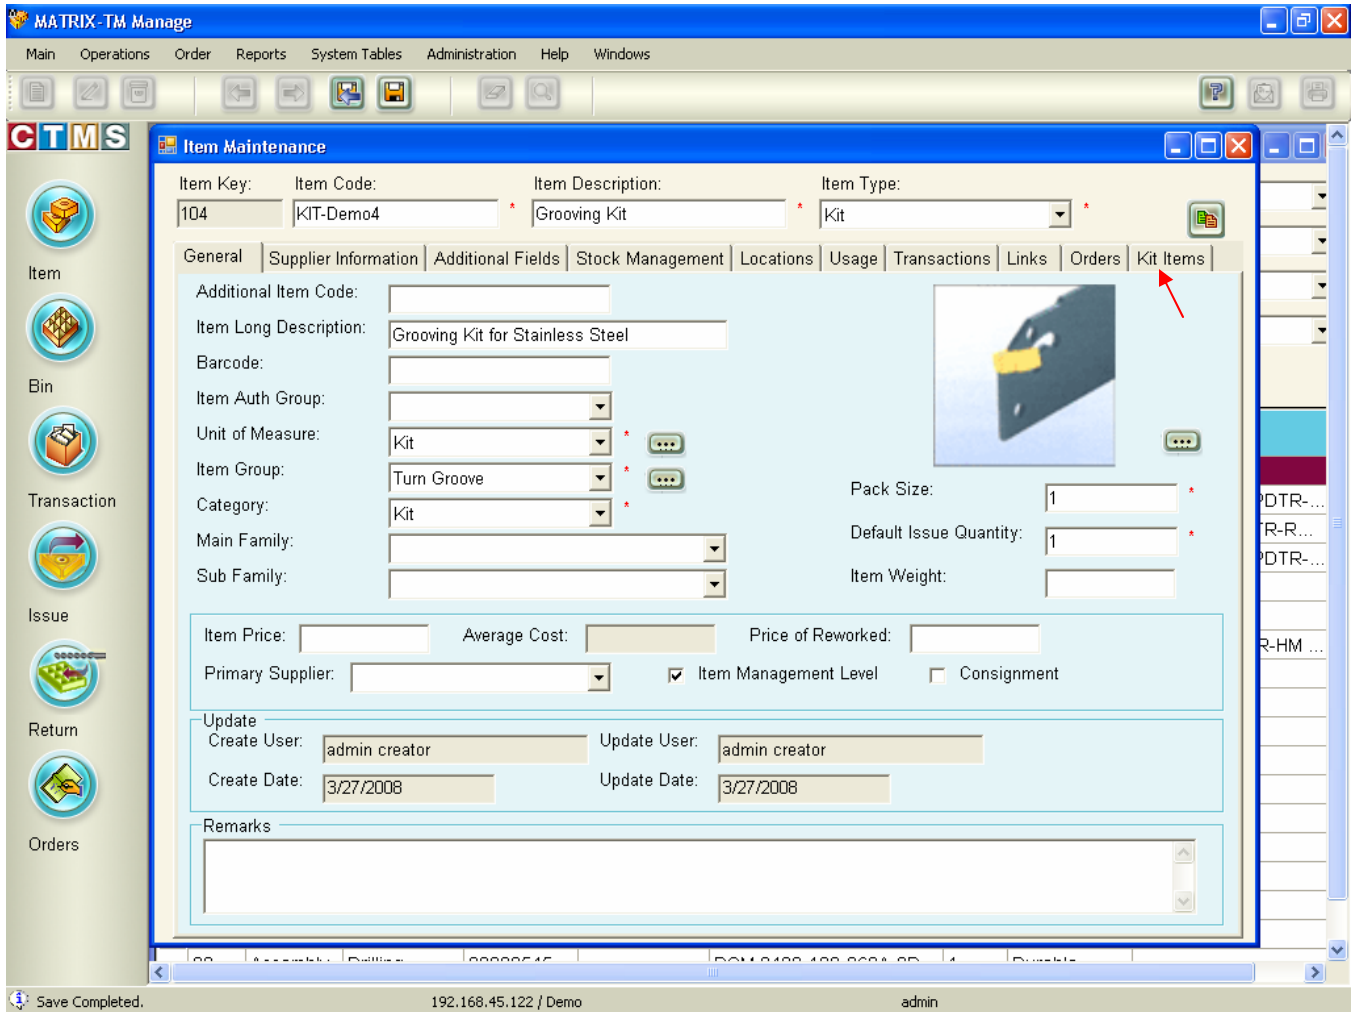 MATRIX-TM Manage
Main Operations Order Reports System Tables Administration Help Windows
CTMS
Item Maintenance
Item Key: Item Code: Item Description: Item Type:
104 KIT-Demo4 * Grooving Kit * Kit *
General Supplier Information Additional Fields Stock Management Locations Usage Transactions Links Orders Kit Items
Additional Item Code:
Item Long Description: Grooving Kit for Stainless Steel
Barcode:
Item Auth Group:
Unit of Measure: Kit *
Item Group: Turn Groove *
Category: Kit *
Main Family:
Sub Family:
Pack Size: 1 *
Default Issue Quantity: 1 *
Item Weight:
Item Price: Average Cost: Price of Reworked:
Primary Supplier: Item Management Level Consignment
Update
Create User: admin creator Update User: admin creator
Create Date: 3/27/2008 Update Date: 3/27/2008
Remarks
Item
Bin
Transaction
Issue
Return
Orders
PDTR-...
TR-R...
PDTR-...
R-HM ...
Save Completed. 192.168.45.122 / Demo admin